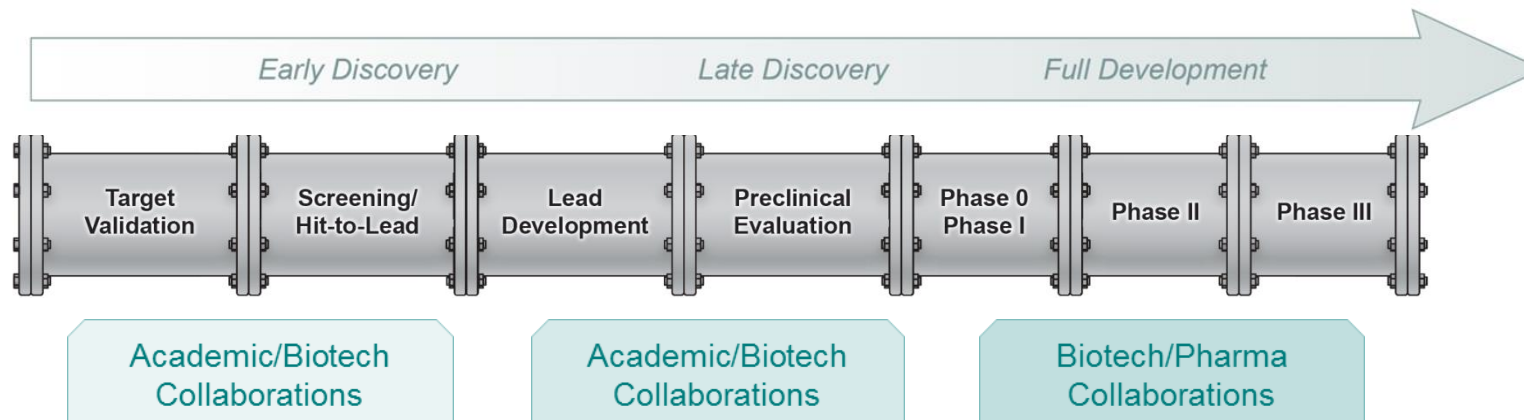 Early Discovery
Late Discovery
Full Development
Target
Validation
Screening/
Hit-to-Lead
Lead
Development
Preclinical
Evaluation
Phase 0
Phase I
Phase II
Phase III
Academic/Biotech
Collaborations
Academic/Biotech
Collaborations
Biotech/Pharma
Collaborations